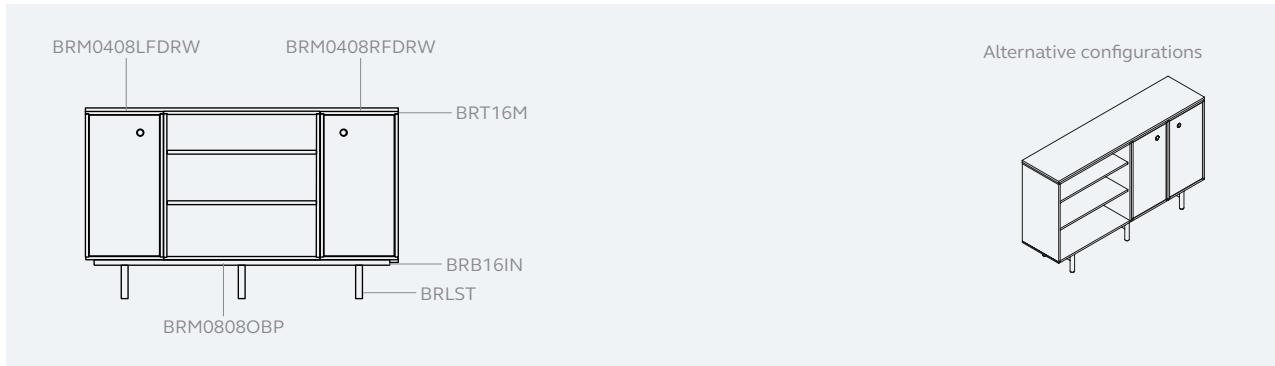 BRM0408LFDRW
BRM0408RFDRW
Alternative configurations
BRT16M
BRB16IN
BRLST
BRM0808OBP